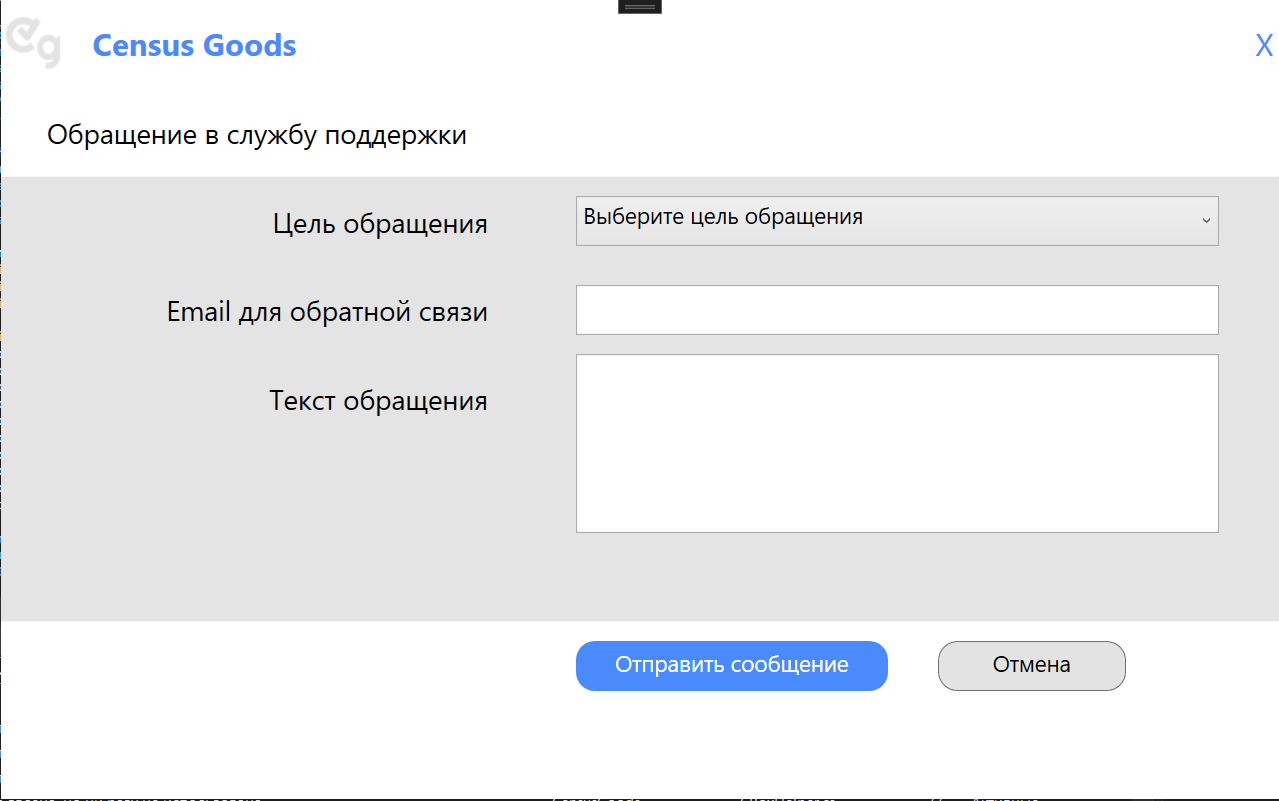 cg
Census Goods
X
Обращение в службу поддержки
Цель обращения
Выберите цель обращения
Email для обратной связи
Текст обращения
Отправить сообщение
Отмена